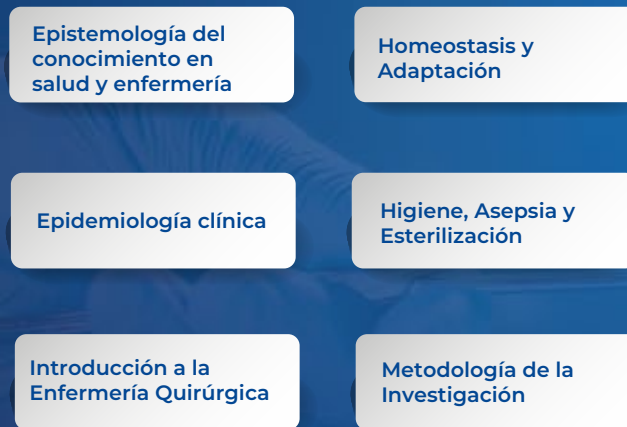 Epistemología del
conocimiento en
salud y enfermería
Homeostasis y
Adaptación
Epidemiología clínica
Higiene, Asepsia y
Esterilización
Introducción a la
Enfermería Quirúrgica
Metodología de la
Investigación